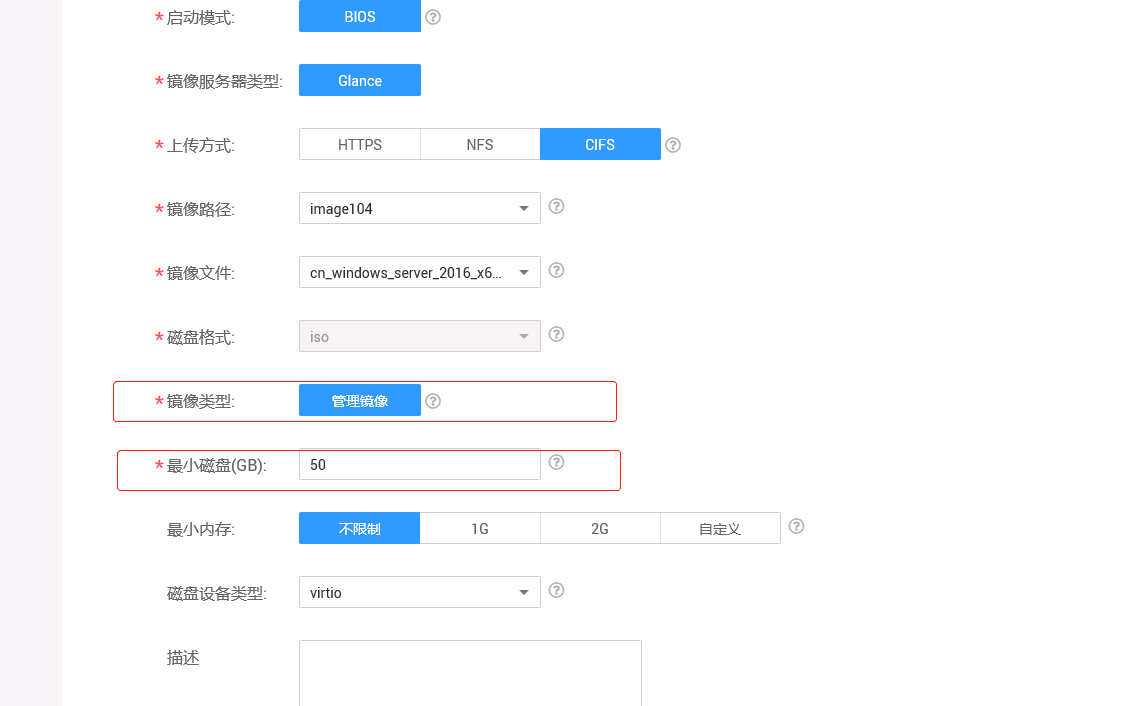 *启动模式: BIOS ?
*镜像服务器类型: Glance
*上传方式: HTTPS NFS CIFS ?
*镜像路径: image104 ?
*镜像文件: cn_windows_server_2016_x6... ?
*磁盘格式: iso ?
*镜像类型: 管理镜像 ?
*最小磁盘(GB): 50 ?
最小内存: 不限制 1G 2G 自定义 ?
磁盘设备类型: virtio ?
描述